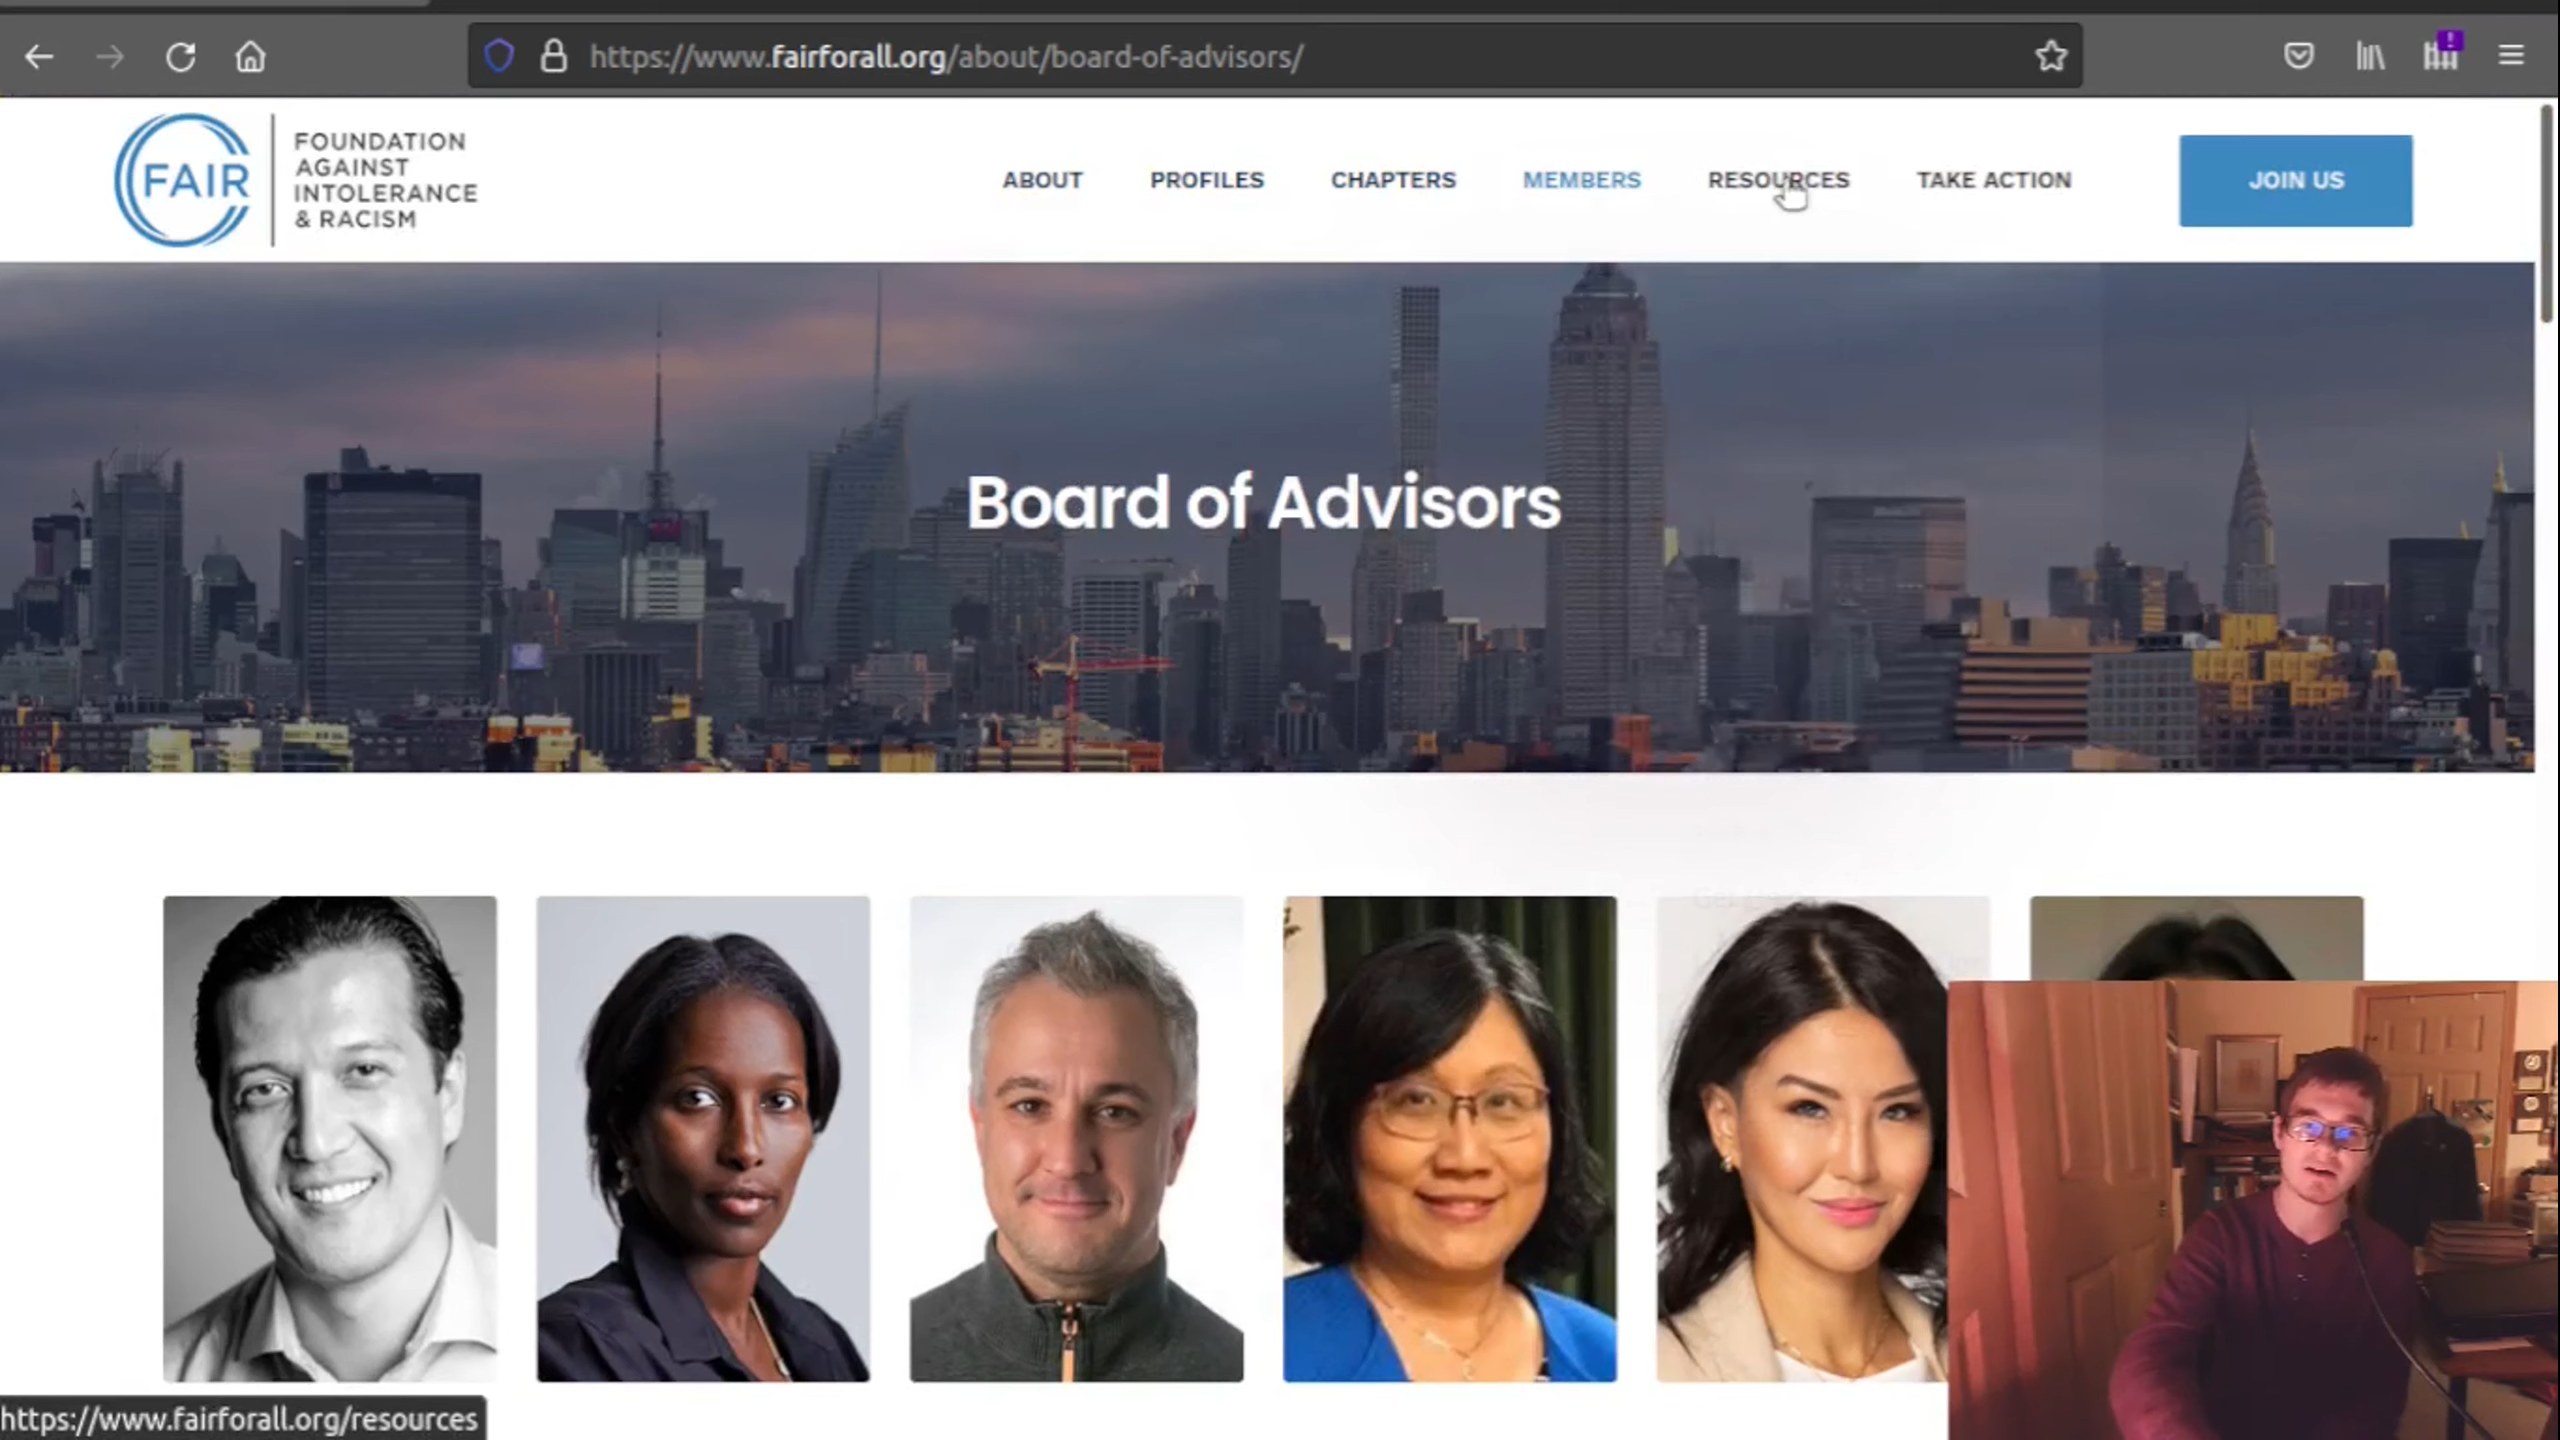 https://www.fairforall.org/about/board-of-advisors/
FAIR
FOUNDATION
AGAINST
INTOLERANCE
& RACISM
ABOUT PROFILES CHAPTERS MEMBERS RESOURCES TAKE ACTION JOIN US
Board of Advisors
https://www.fairforall.org/resources